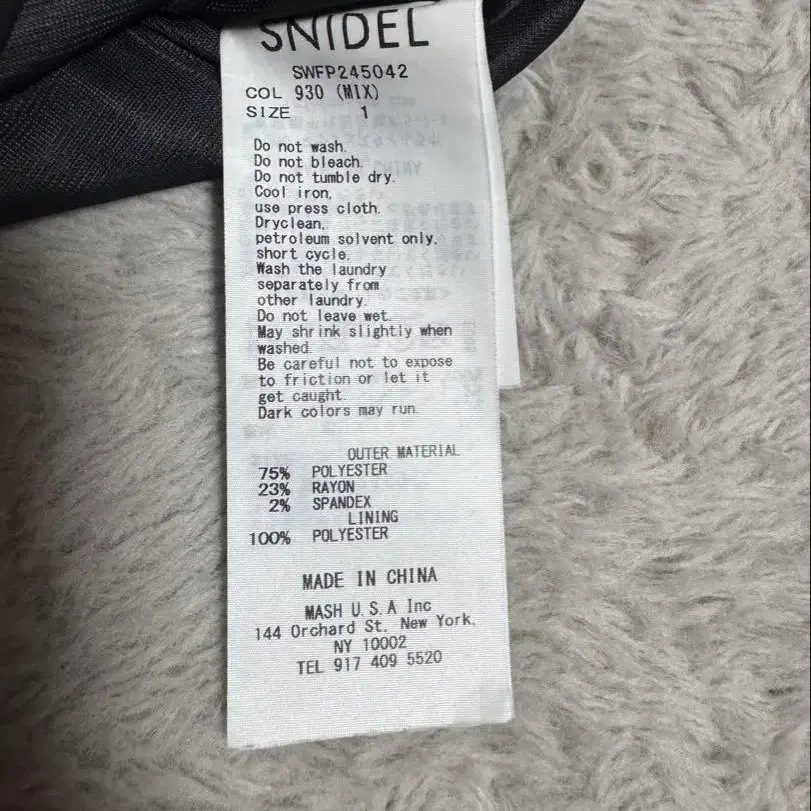 SNIDEL
SWFP245042
COL 930 (MIX)
SIZE 1
Do not wash.
Do not bleach.
Do not tumble dry.
Cool iron,
use press cloth.
Dryclean,
petroleum solvent only.
short cycle.
Wash the laundry
separately from
other laundry.
Do not leave wet.
May shrink slightly when
washed.
Be careful not to expose
to friction or let it
get caught.
Dark colors may run.
OUTER MATERIAL
75% POLYESTER
23% RAYON
2% SPANDEX
LINING
100% POLYESTER
MADE IN CHINA
MASH U.S.A Inc
144 Orchard St. New York.
NY 10002
TEL 917 409 5520